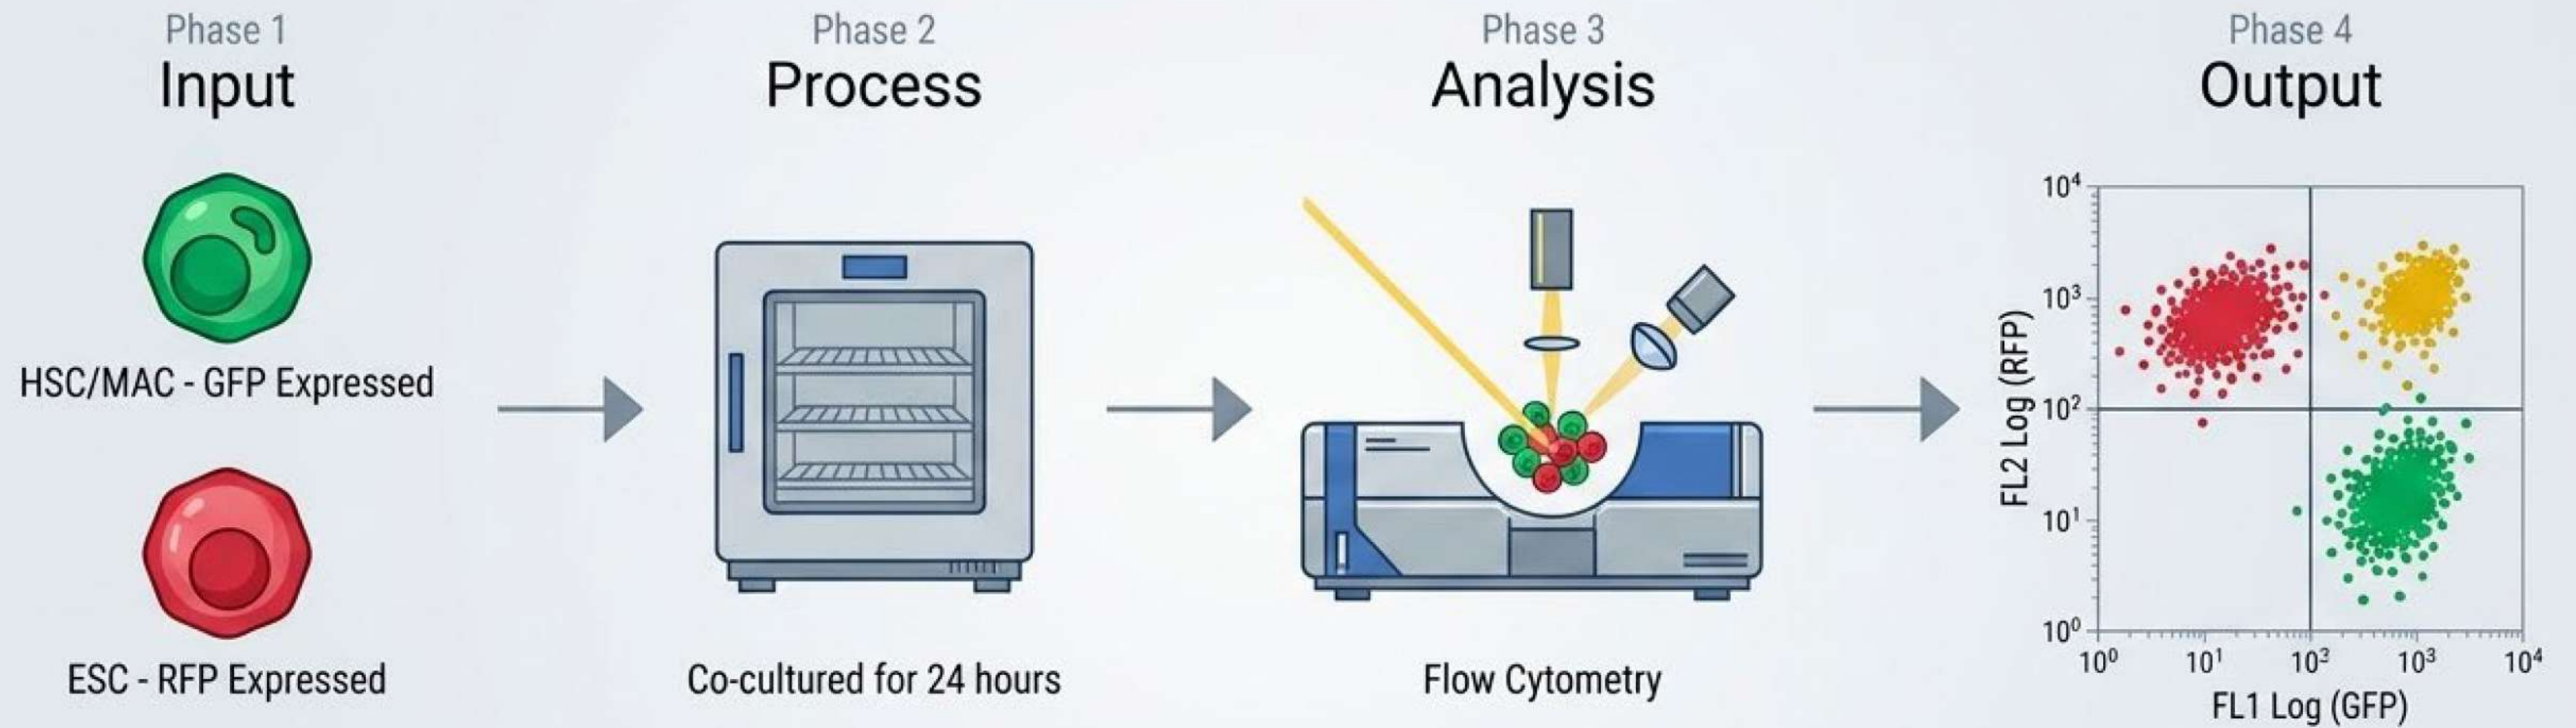 Phase 1
Input
HSC/MAC - GFP Expressed
ESC - RFP Expressed
Phase 2
Process
Co-cultured for 24 hours
Phase 3
Analysis
Flow Cytometry
Phase 4
Output
FL2 Log (RFP)
10⁴
10³
10²
10¹
10⁰
10⁰ 10¹ 10³ 10³ 10⁴
FL1 Log (GFP)